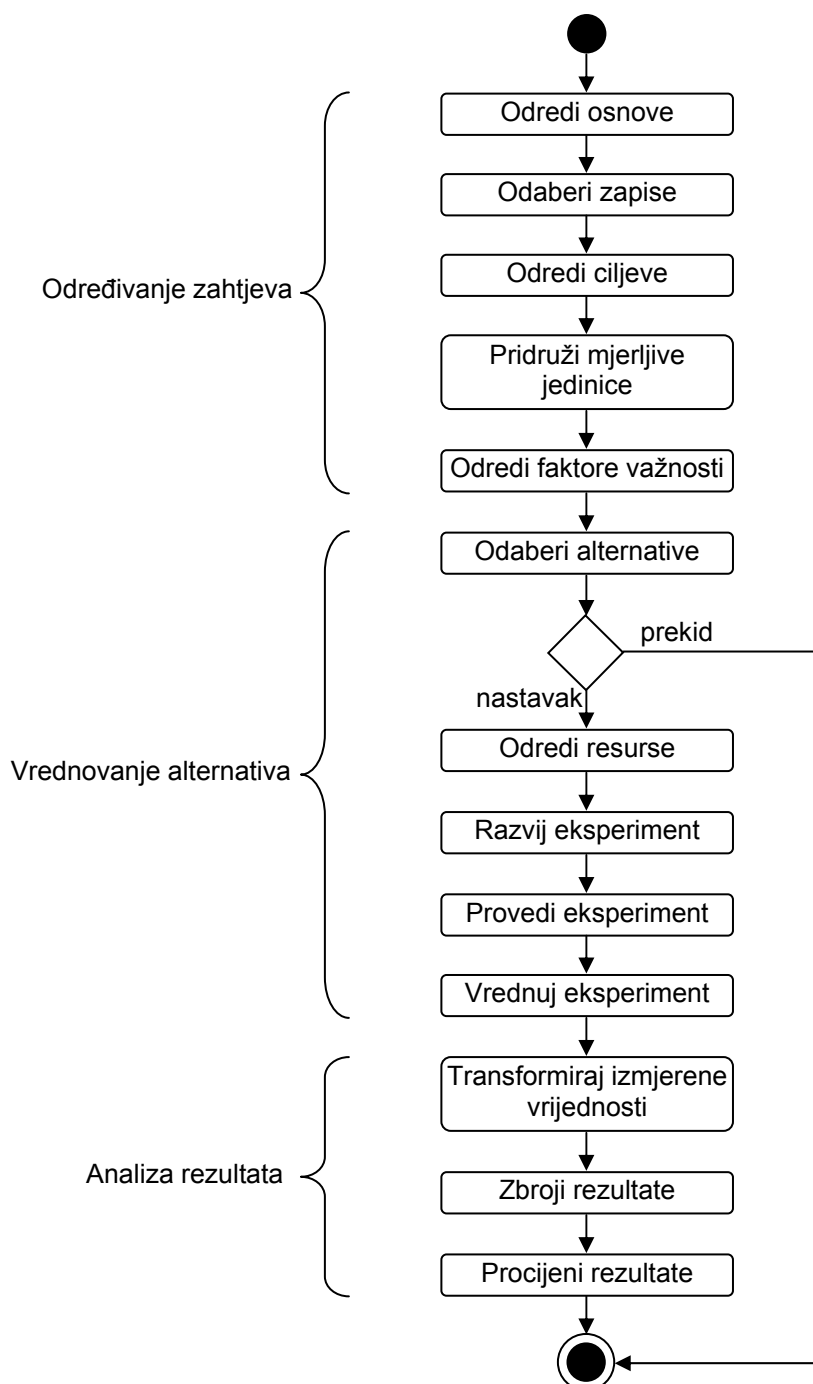 Odredi osnove
Odaberi zapise
Odredi ciljeve
Određivanje zahtjeva
Pridruži mjerljive
jedinice
Odredi faktore važnosti
Odaberi alternative
prekid
nastavak
Odredi resurse
Vrednovanje alternativa
Razvij eksperiment
Provedi eksperiment
Vrednuj eksperiment
Transformiraj izmjerene
vrijednosti
Analiza rezultata
Zbroji rezultate
Procijeni rezultate